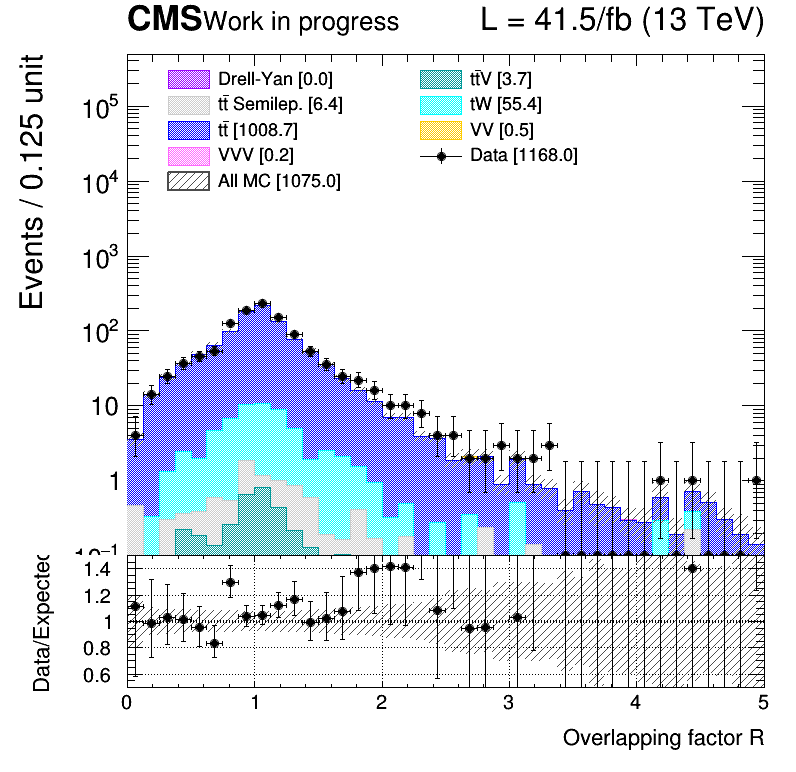 CMS Work in progress L = 41.5/fb (13 TeV)
Events / 0.125 unit
Drell-Yan [0.0] tt̄V [3.7]
tt̄ Semilep. [6.4] tW [55.4]
tt̄ [1008.7] VV [0.5]
VVV [0.2] Data [1168.0]
All MC [1075.0]
10⁵
10⁴
10³
10²
10
1
10⁻¹
Data/Expected
1.4
1.2
1
0.8
0.6
0 1 2 3 4 5
Overlapping factor R